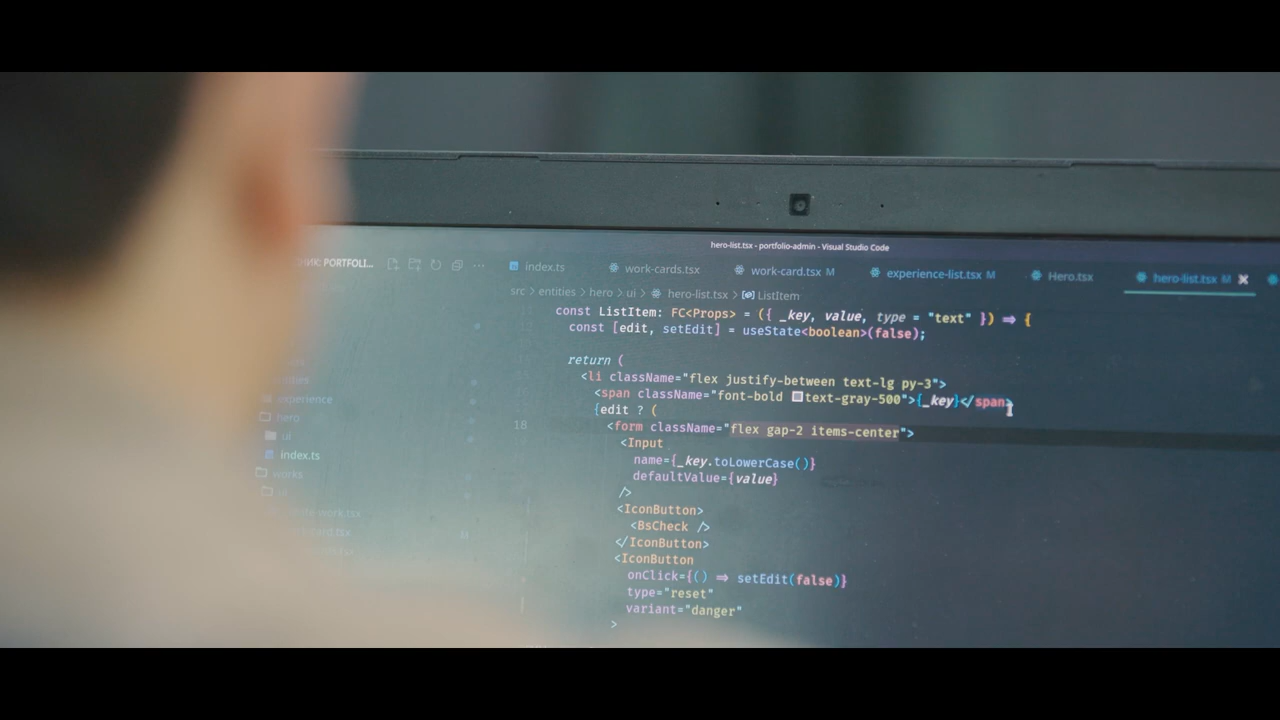 hero-list.tsx - portfolio-admin - Visual Studio Code
PORTFOLI...
index.ts work-cards.tsx work-card.tsx M experience-list.tsx M Hero.tsx hero-list.tsx M
src > entities > hero > ui > hero-list.tsx > ListItem
const ListItem: FC<Props> = ({ _key, value, type = "text" }) => {
const [edit, setEdit] = useState<boolean>(false);
return (
<li className="flex justify-between text-lg py-3">
<span className="font-bold text-gray-500">{_key}</span>
{edit ? (
18 <form className="flex gap-2 items-center">
<Input
name={_key.toLowerCase()}
defaultValue={value}
/>
<IconButton>
<BsCheck />
</IconButton>
<IconButton
onClick={() => setEdit(false)}
type="reset"
variant="danger"
>
experience
hero
ui
index.ts
works
ui